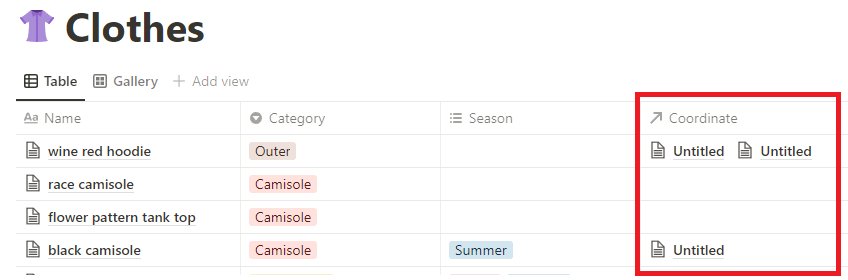 Clothes
Table Gallery Add view
Aa Name Category Season Coordinate
wine red hoodie Outer Untitled Untitled
race camisole Camisole
flower pattern tank top Camisole
black camisole Camisole Summer Untitled